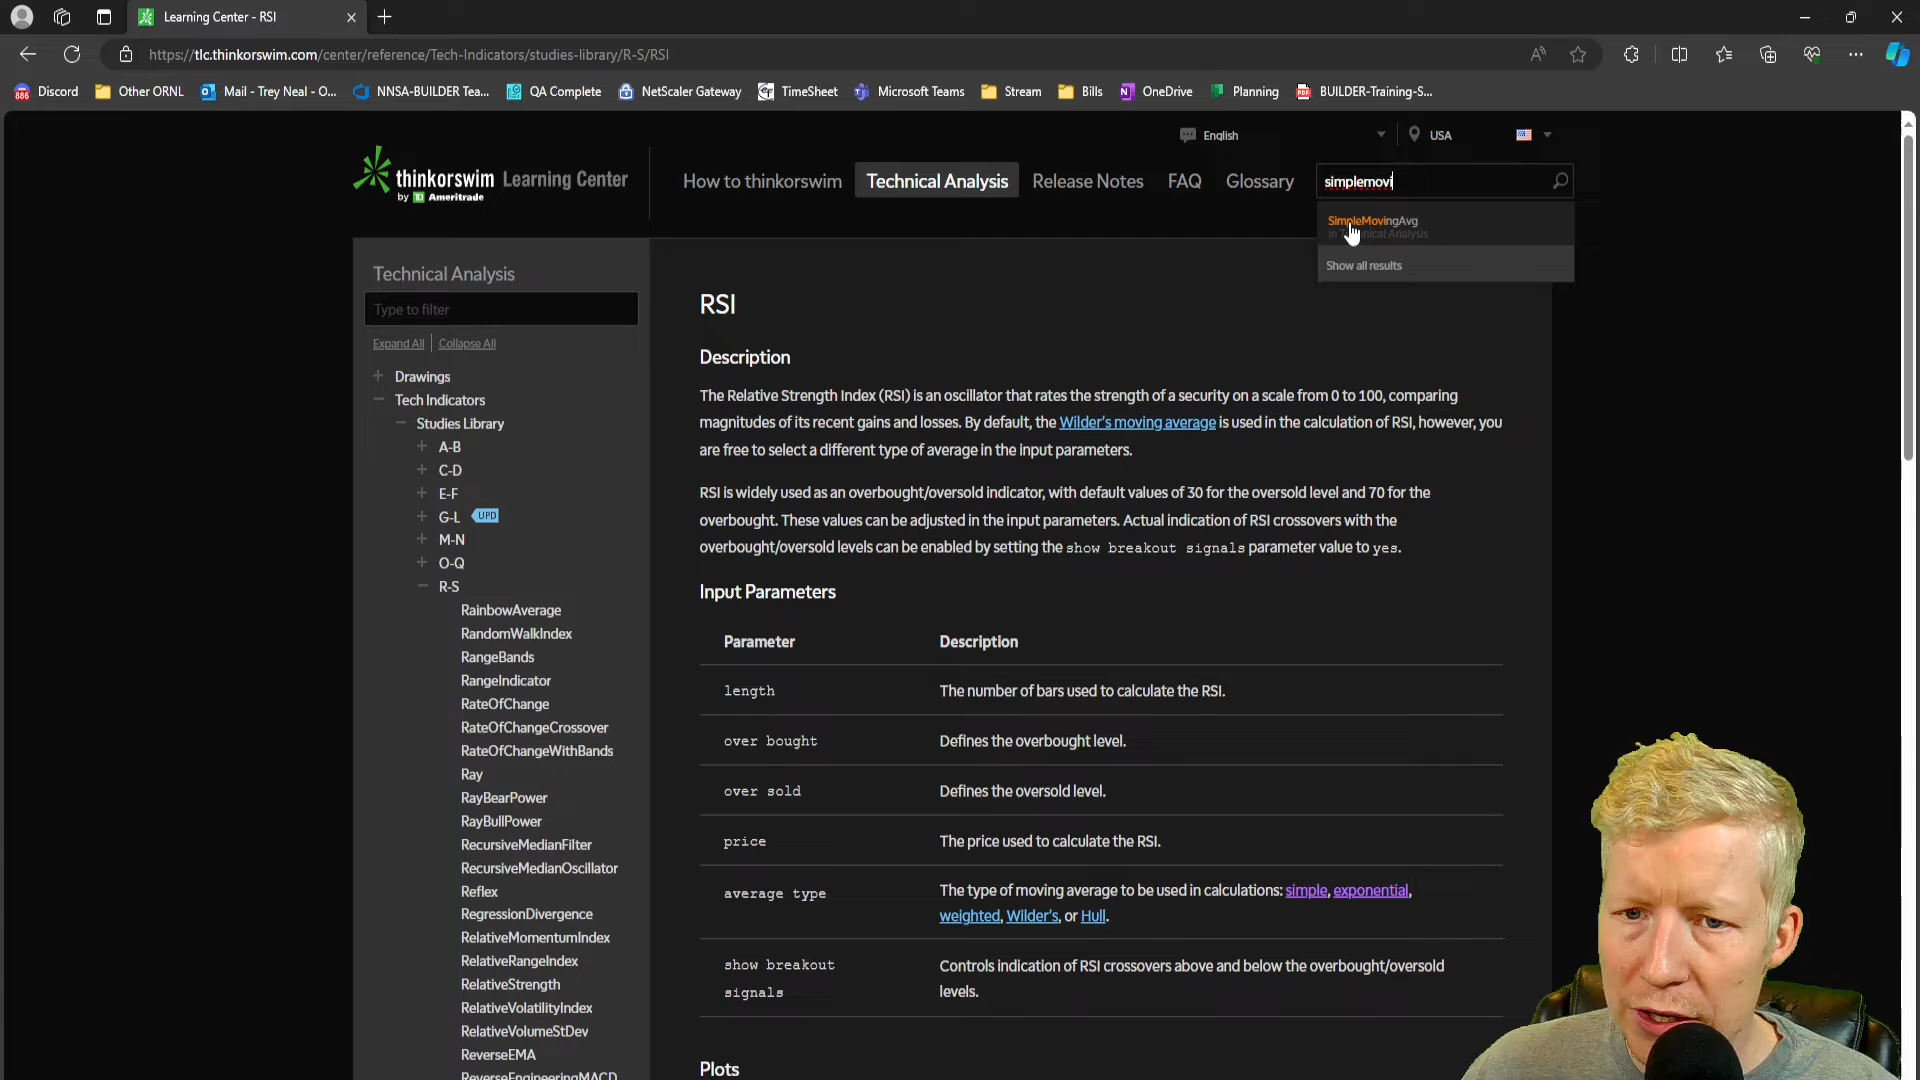 Learning Center - RSI
https://tlc.thinkorswim.com/center/reference/Tech-Indicators/studies-library/R-S/RSI
Discord
Other ORNL
Mail - Trey Neal - O...
NNSA-BUILDER Tea...
QA Complete
NetScaler Gateway
TimeSheet
Microsoft Teams
Stream
Bills
OneDrive
Planning
BUILDER-Training-S...
English
USA
thinkorswim Learning Center
by TD Ameritrade
How to thinkorswim
Technical Analysis
Release Notes
FAQ
Glossary
simplemovi
SimpleMovingAvg
in Technical Analysis
Show all results
Technical Analysis
Type to filter
Expand All
Collapse All
Drawings
Tech Indicators
Studies Library
A-B
C-D
E-F
G-L UPD
M-N
O-Q
R-S
RainbowAverage
RandomWalkIndex
RangeBands
RangeIndicator
RateOfChange
RateOfChangeCrossover
RateOfChangeWithBands
Ray
RayBearPower
RayBullPower
RecursiveMedianFilter
RecursiveMedianOscillator
Reflex
RegressionDivergence
RelativeMomentumIndex
RelativeRangeIndex
RelativeStrength
RelativeVolatilityIndex
RelativeVolumeStDev
ReverseEMA
ReverseEngineeringMACD
RSI
Description
The Relative Strength Index (RSI) is an oscillator that rates the strength of a security on a scale from 0 to 100, comparing
magnitudes of its recent gains and losses. By default, the Wilder's moving average is used in the calculation of RSI, however, you
are free to select a different type of average in the input parameters.
RSI is widely used as an overbought/oversold indicator, with default values of 30 for the oversold level and 70 for the
overbought. These values can be adjusted in the input parameters. Actual indication of RSI crossovers with the
overbought/oversold levels can be enabled by setting the show breakout signals parameter value to yes.
Input Parameters
Parameter Description
length The number of bars used to calculate the RSI.
over bought Defines the overbought level.
over sold Defines the oversold level.
price The price used to calculate the RSI.
average type The type of moving average to be used in calculations: simple, exponential,
weighted, Wilder's, or Hull.
show breakout Controls indication of RSI crossovers above and below the overbought/oversold
signals levels.
Plots